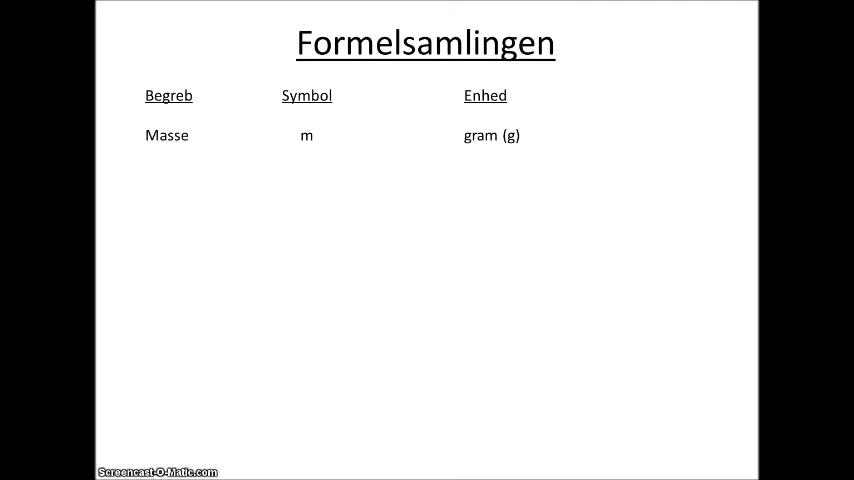 Formelsamlingen
Begreb Symbol Enhed
Masse m gram (g)
Screencast-O-Matic.com